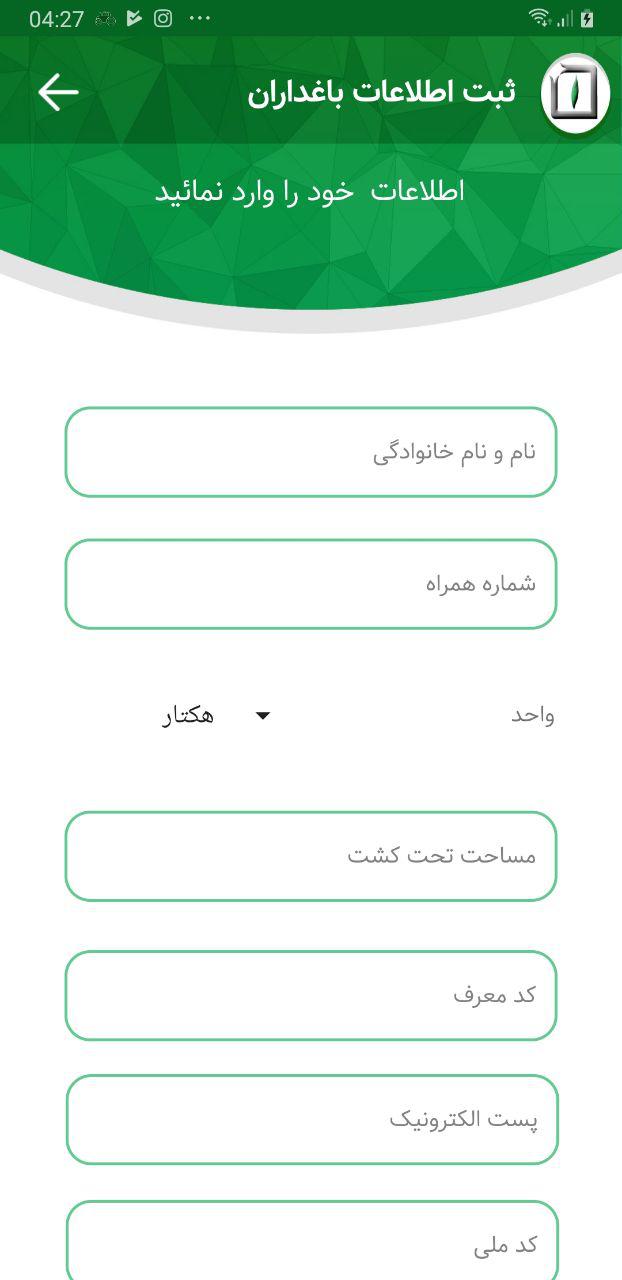 04:27
ثبت اطلاعات باغداران
اطلاعات خود را وارد نمائید
نام و نام خانوادگی
شماره همراه
واحد هکتار
مساحت تحت کشت
کد معرف
پست الکترونیک
کد ملی